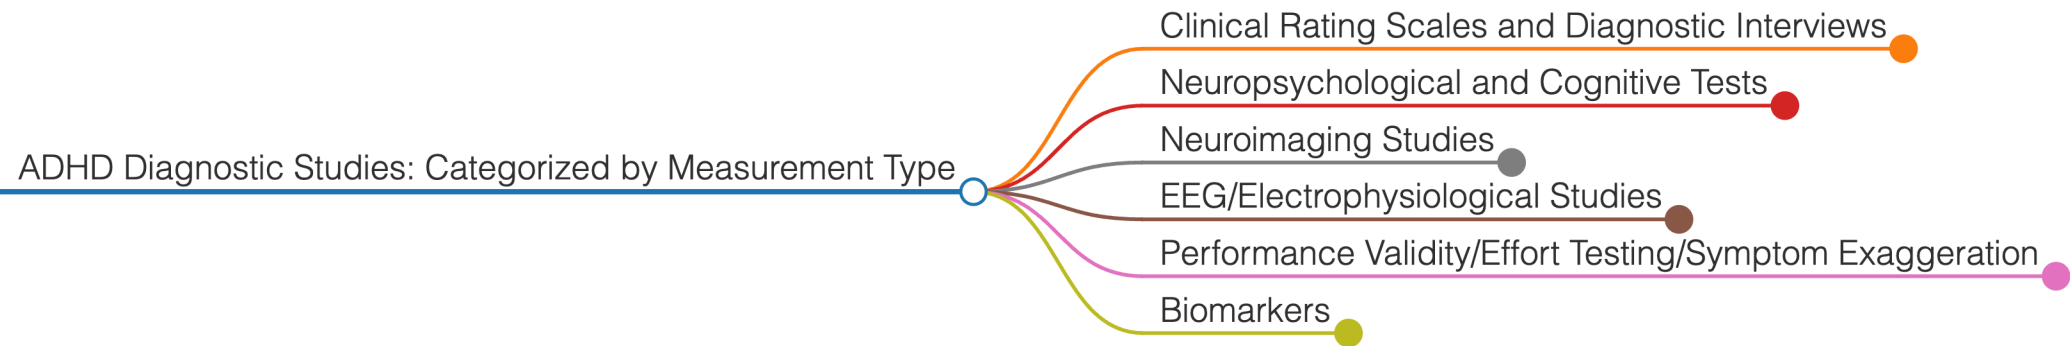 ADHD Diagnostic Studies: Categorized by Measurement Type
Clinical Rating Scales and Diagnostic Interviews
Neuropsychological and Cognitive Tests
Neuroimaging Studies
EEG/Electrophysiological Studies
Performance Validity/Effort Testing/Symptom Exaggeration
Biomarkers